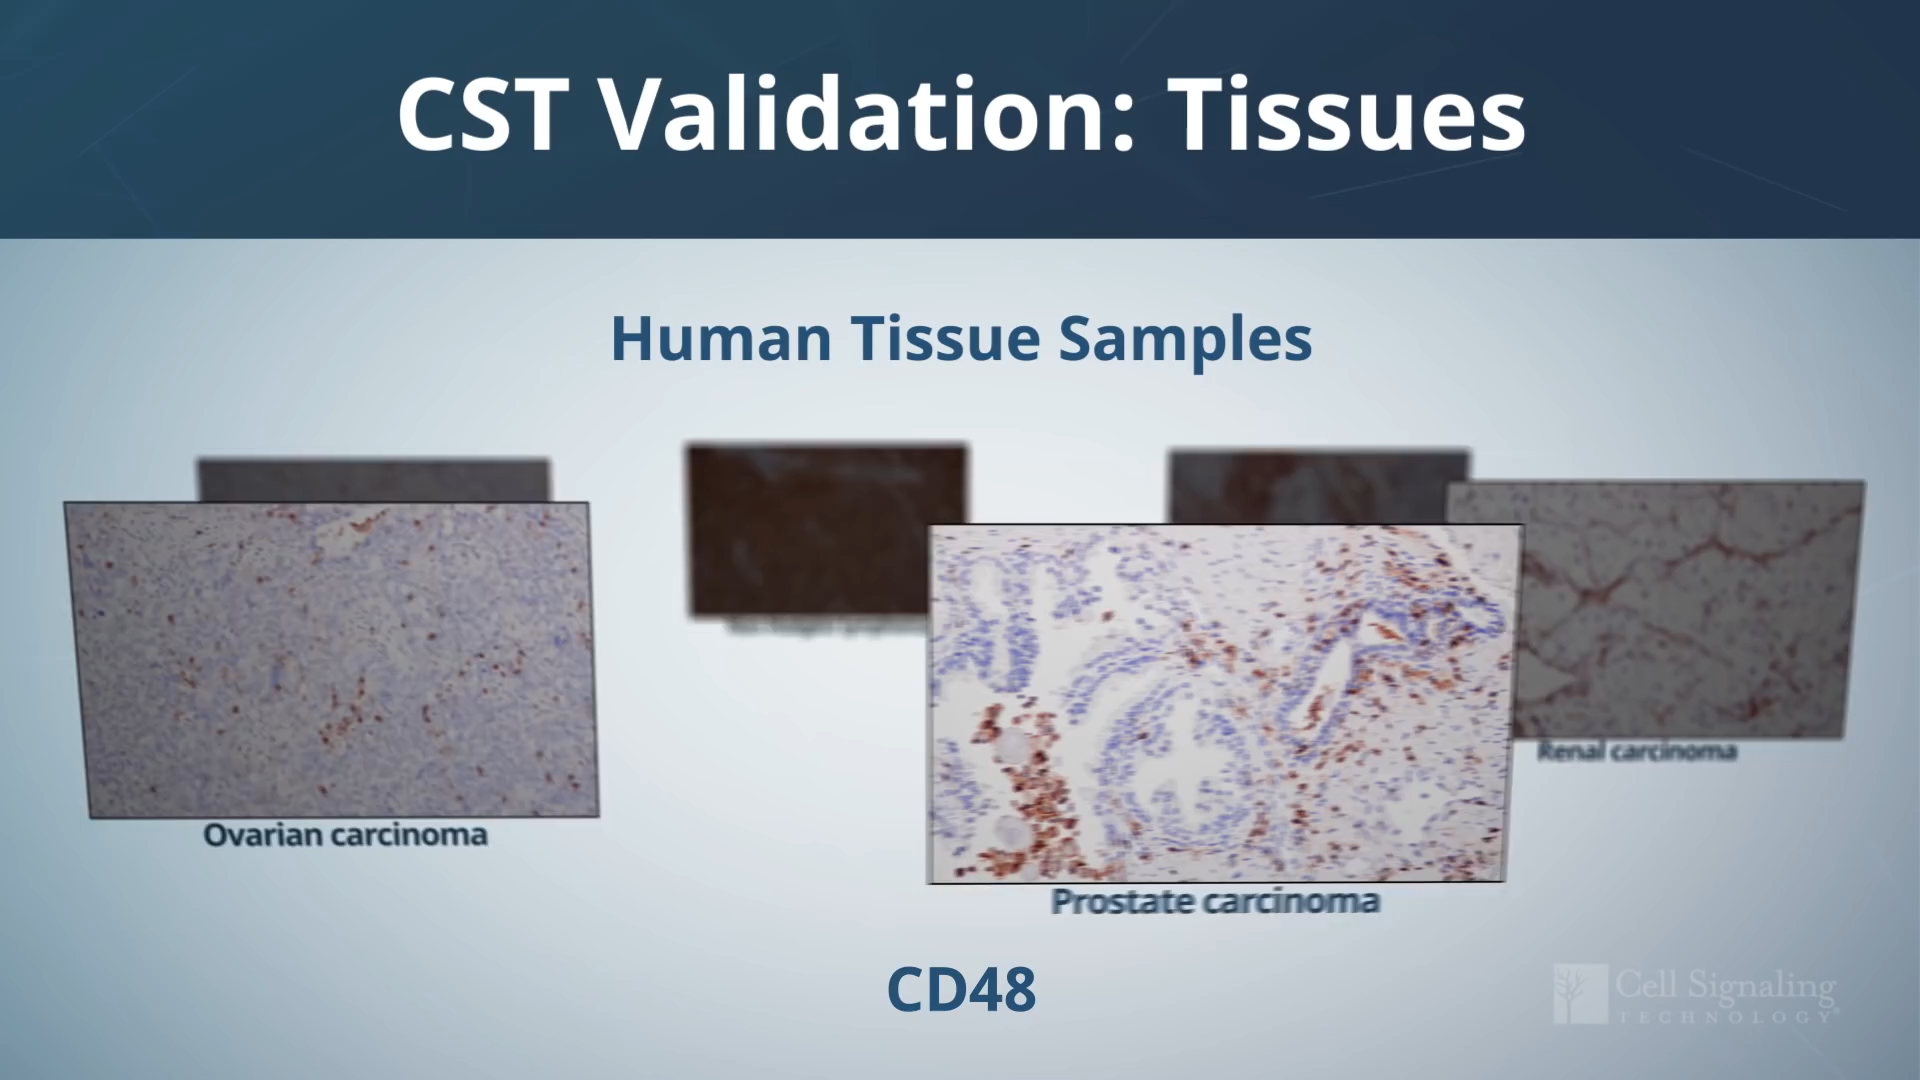 CST Validation: Tissues
Human Tissue Samples
Ovarian carcinoma
Prostate carcinoma
Renal carcinoma
CD48
Cell Signaling
TECHNOLOGY®